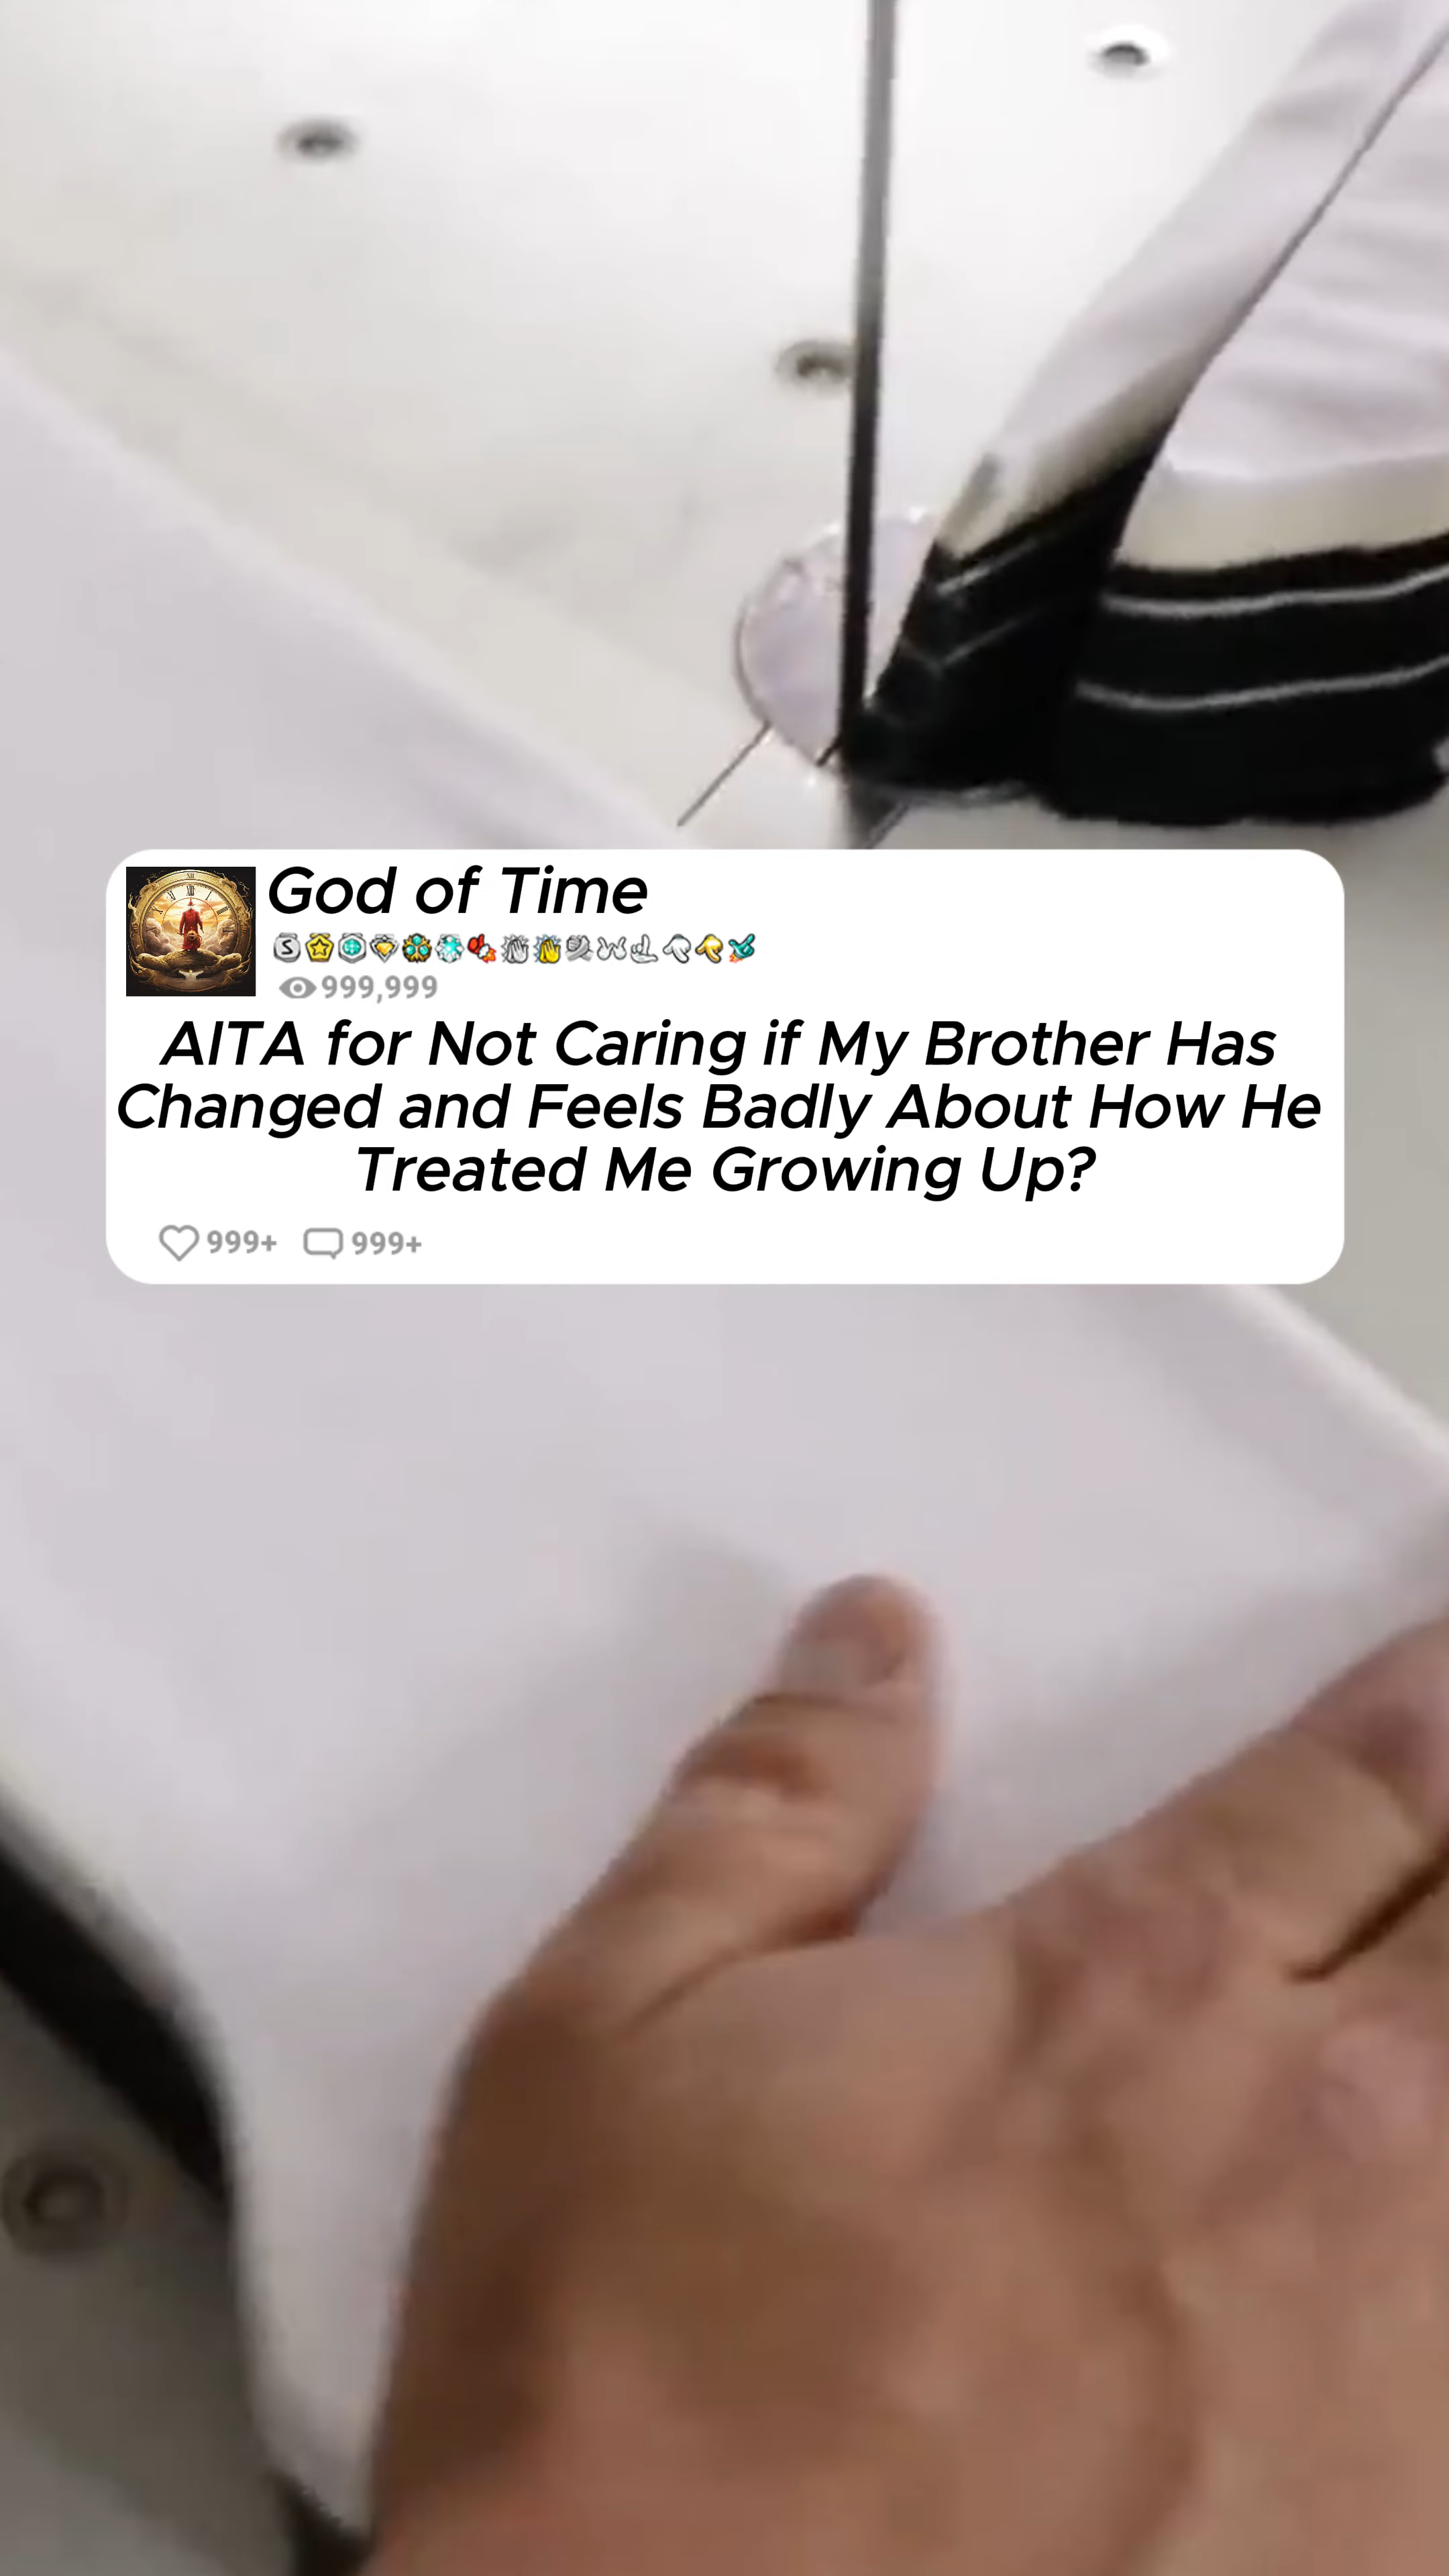 God of Time
999,999
AITA for Not Caring if My Brother Has
Changed and Feels Badly About How He
Treated Me Growing Up?
999+ 999+